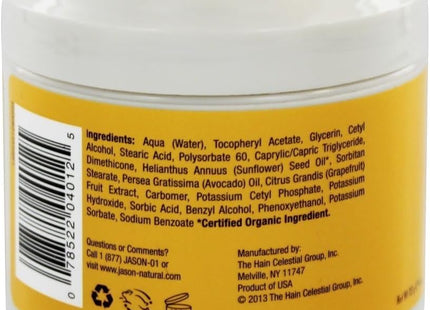 Ingredients: Aqua (Water), Tocopheryl Acetate, Glycerin, Cetyl
Alcohol, Stearic Acid, Polysorbate 60, Caprylic/Capric Triglyceride,
Dimethicone, Helianthus Annuus (Sunflower) Seed Oil*, Sorbitan
Stearate, Persea Gratissima (Avocado) Oil, Citrus Grandis (Grapefruit)
Fruit Extract, Carbomer, Potassium Cetyl Phosphate, Potassium
Hydroxide, Sorbic Acid, Benzyl Alcohol, Phenoxyethanol, Potassium
Sorbate, Sodium Benzoate *Certified Organic Ingredient.
0 78522 04012 5
Questions or Comments?
Call 1 (877) JASON-01 or
visit www.jason-natural.com
Manufactured by:
The Hain Celestial Group, Inc.
Melville, NY 11747
Product of USA
© 2013 The Hain Celestial Group, Inc.